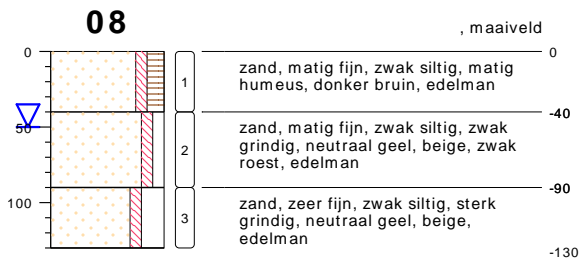 08
, maaiveld
0
0
1
zand, matig fijn, zwak siltig, matig
humeus, donker bruin, edelman
-40
50
2
zand, matig fijn, zwak siltig, zwak
grindig, neutraal geel, beige, zwak
roest, edelman
-90
100
3
zand, zeer fijn, zwak siltig, sterk
grindig, neutraal geel, beige,
edelman
-130